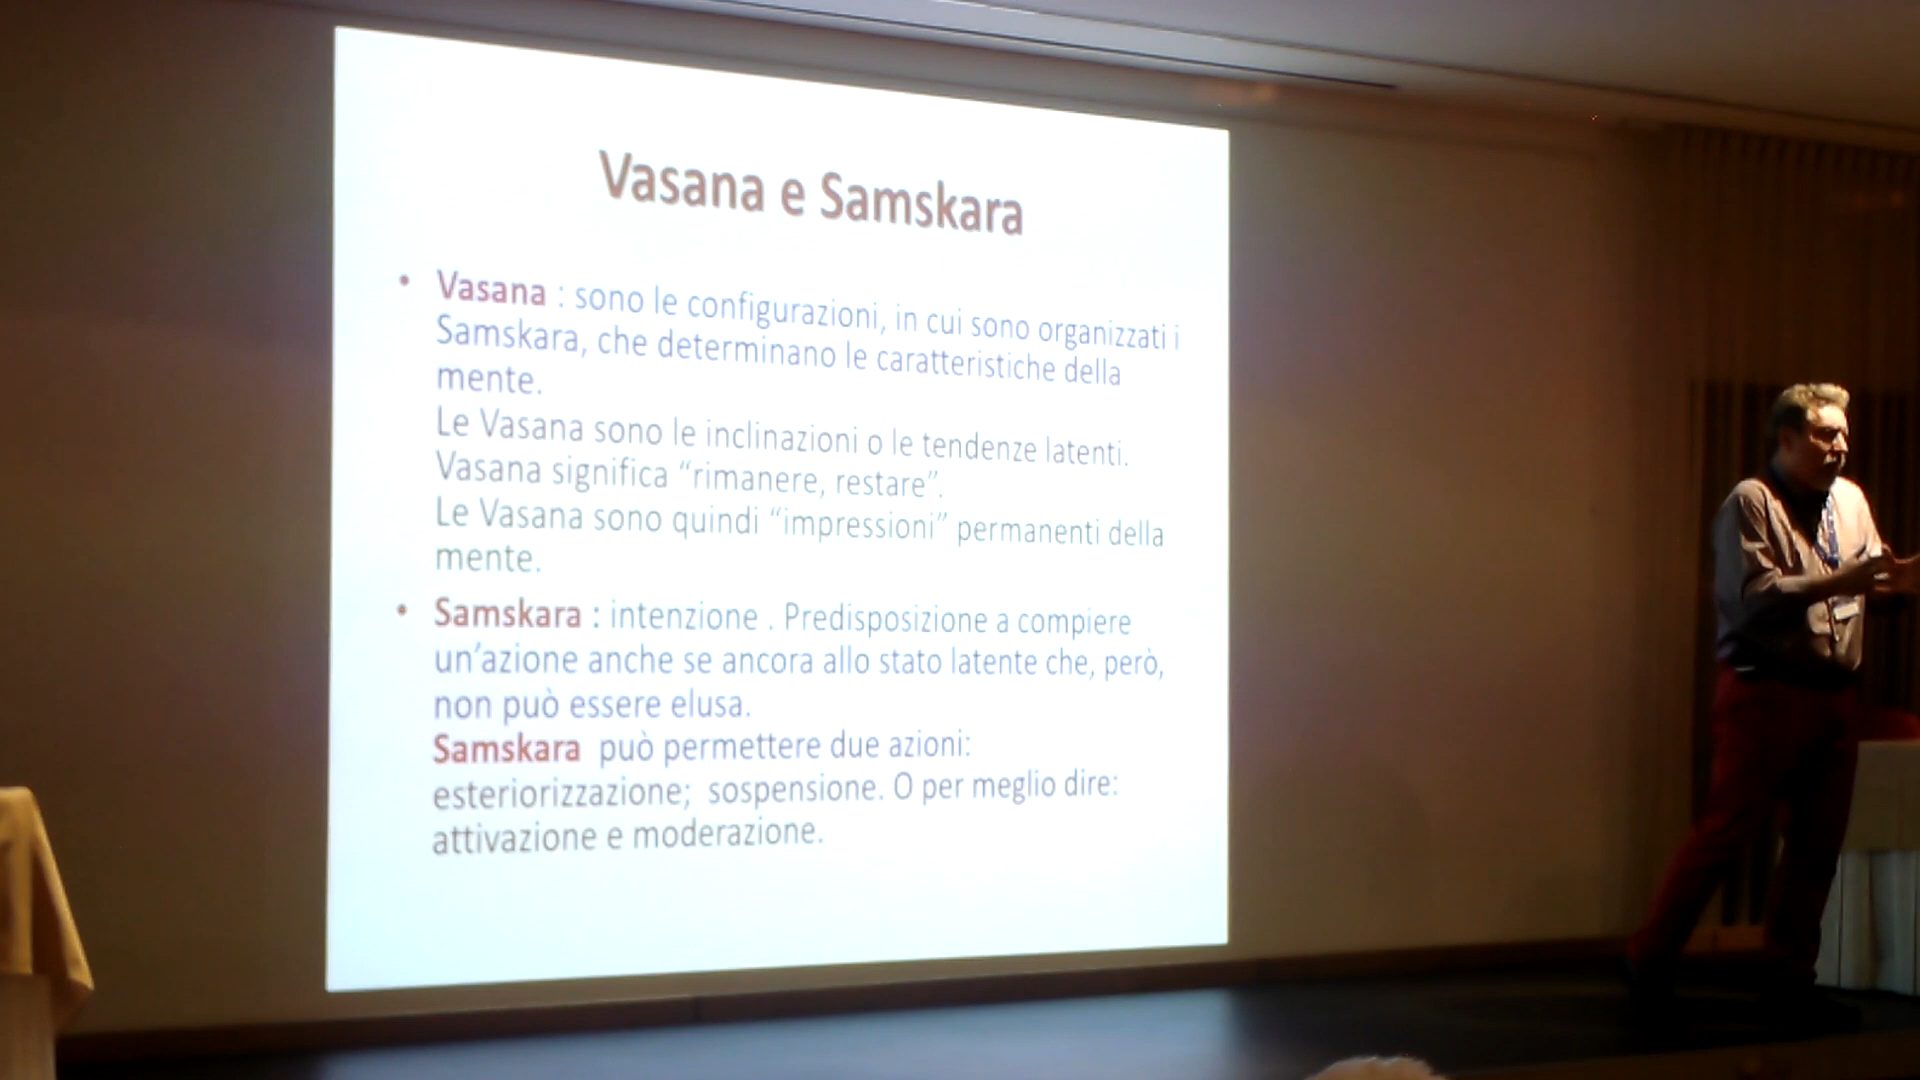 Vasana e Samskara
• Vasana : sono le configurazioni, in cui sono organizzati i
Samskara, che determinano le caratteristiche della
mente.
Le Vasana sono le inclinazioni o le tendenze latenti.
Vasana significa “rimanere, restare”.
Le Vasana sono quindi “impressioni” permanenti della
mente.
• Samskara : intenzione . Predisposizione a compiere
un’azione anche se ancora allo stato latente che, però,
non può essere elusa.
Samskara può permettere due azioni:
esteriorizzazione; sospensione. O per meglio dire:
attivazione e moderazione.